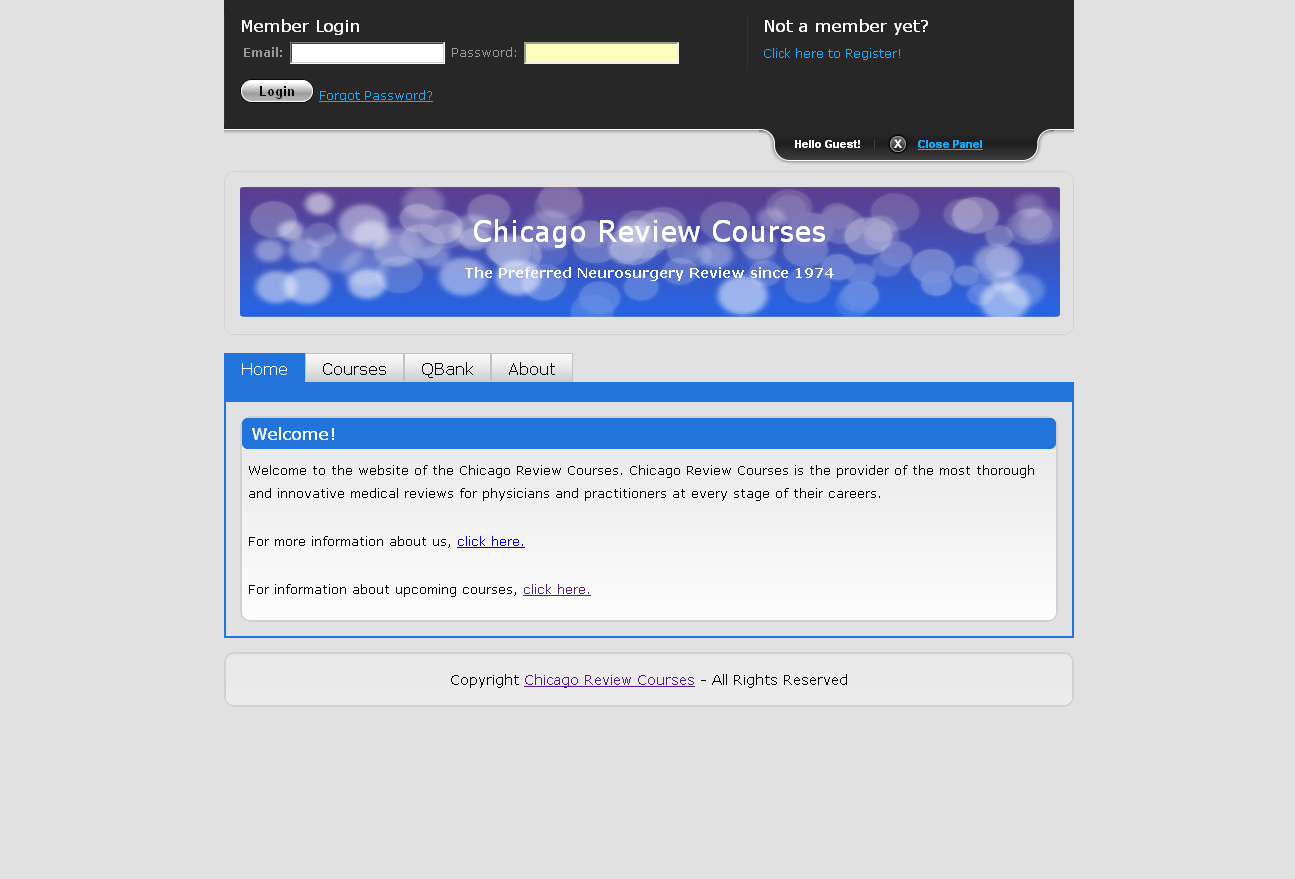 Member Login
Not a member yet?
Email:
Password:
Click here to Register!
Login
Forgot Password?
Hello Guest!
X
Close Panel
Chicago Review Courses
The Preferred Neurosurgery Review since 1974
Home
Courses
QBank
About
Welcome!
Welcome to the website of the Chicago Review Courses. Chicago Review Courses is the provider of the most thorough
and innovative medical reviews for physicians and practitioners at every stage of their careers.
For more information about us, click here.
For information about upcoming courses, click here.
Copyright Chicago Review Courses - All Rights Reserved